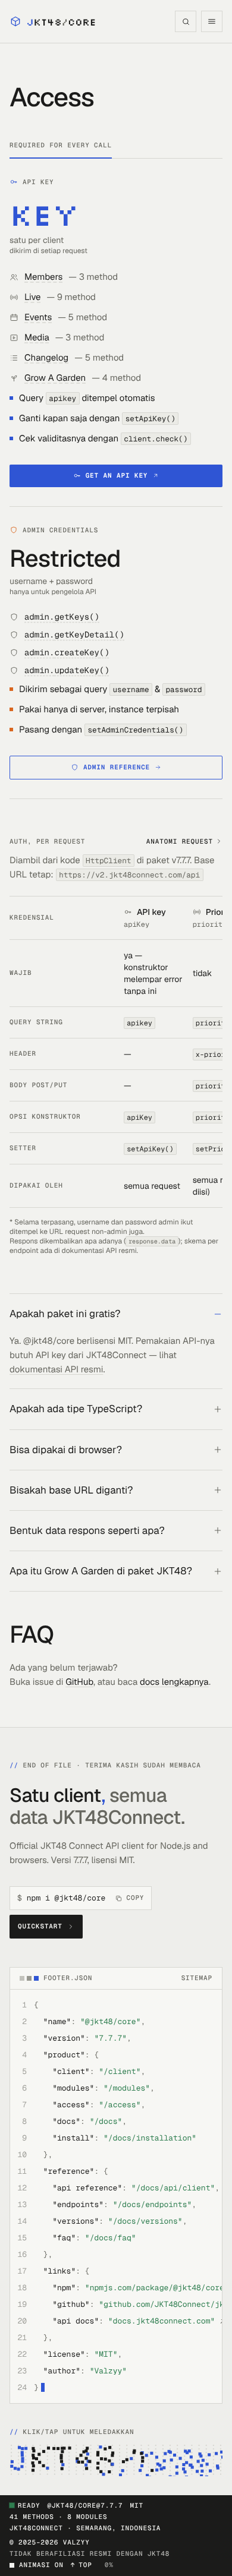 JKT48/CORE
Access
REQUIRED FOR EVERY CALL
API KEY
KEY
satu per client
dikirim di setiap request
Members — 3 method
Live — 9 method
Events — 5 method
Media — 3 method
Changelog — 5 method
Grow A Garden — 4 method
Query apikey ditempel otomatis
Ganti kapan saja dengan setApiKey()
Cek validitasnya dengan client.check()
GET AN API KEY ↗
ADMIN CREDENTIALS
Restricted
username + password
hanya untuk pengelola API
admin.getKeys()
admin.getKeyDetail()
admin.createKey()
admin.updateKey()
Dikirim sebagai query username & password
Pakai hanya di server, instance terpisah
Pasang dengan setAdminCredentials()
ADMIN REFERENCE →
AUTH, PER REQUEST ANATOMI REQUEST
Diambil dari kode HttpClient di paket v7.7.7. Base
URL tetap: https://v2.jkt48connect.com/api
KREDENSIAL API key Prior
apiKey priorit
WAJIB ya — konstruktor melempar error tanpa ini tidak
QUERY STRING apikey priorit
HEADER — x-prior
BODY POST/PUT — priorit
OPSI KONSTRUKTOR apiKey priorit
SETTER setApiKey() setPrio
DIPAKAI OLEH semua request semua r
diisi)
* Selama terpasang, username dan password admin ikut
ditempel ke URL request non-admin juga.
Respons dikembalikan apa adanya (response.data); skema per
endpoint ada di dokumentasi API resmi.
Apakah paket ini gratis? −
Ya. @jkt48/core berlisensi MIT. Pemakaian API-nya
butuh API key dari JKT48Connect — lihat
dokumentasi API resmi.
Apakah ada tipe TypeScript? +
Bisa dipakai di browser? +
Bisakah base URL diganti? +
Bentuk data respons seperti apa? +
Apa itu Grow A Garden di paket JKT48? +
FAQ
Ada yang belum terjawab?
Buka issue di GitHub, atau baca docs lengkapnya.
// END OF FILE · TERIMA KASIH SUDAH MEMBACA
Satu client, semua
data JKT48Connect.
Official JKT48 Connect API client for Node.js and
browsers. Versi 7.7.7, lisensi MIT.
$ npm i @jkt48/core COPY
QUICKSTART
FOOTER.JSON SITEMAP
1 {
2 "name": "@jkt48/core",
3 "version": "7.7.7",
4 "product": {
5 "client": "/client",
6 "modules": "/modules",
7 "access": "/access",
8 "docs": "/docs",
9 "install": "/docs/installation"
10 },
11 "reference": {
12 "api reference": "/docs/api/client",
13 "endpoints": "/docs/endpoints",
14 "versions": "/docs/versions",
15 "faq": "/docs/faq"
16 },
17 "links": {
18 "npm": "npmjs.com/package/@jkt48/core
19 "github": "github.com/JKT48Connect/jk
20 "api docs": "docs.jkt48connect.com"
21 },
22 "license": "MIT",
23 "author": "Valzyy"
24 }
// KLIK/TAP UNTUK MELEDAKKAN
READY @JKT48/CORE@7.7.7 MIT
41 METHODS · 8 MODULES
JKT48CONNECT · SEMARANG, INDONESIA
© 2025–2026 VALZYY
TIDAK BERAFILIASI RESMI DENGAN JKT48
ANIMASI ON ↑ TOP 0%